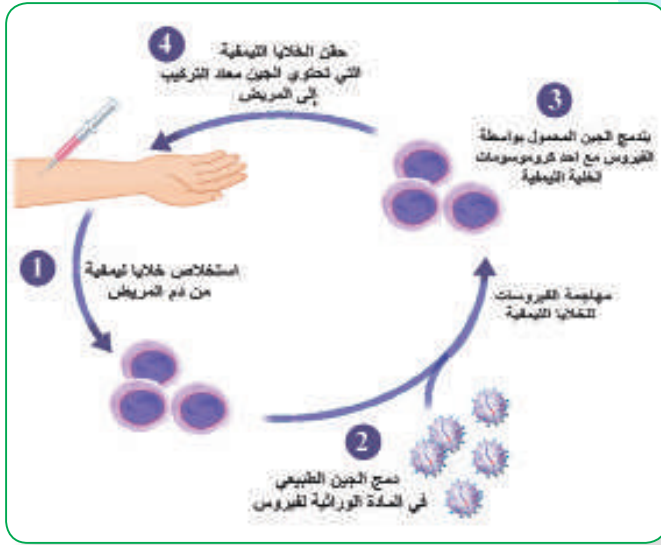 1
استخلاص خلايا ليمفية
من دم المريض
2
دمج الجين الطبيعي
في المادة الوراثية لفيروس
مهاجمة الفيروسات
للخلايا الليمفية
3
يندمج الجين المحمول بواسطة
الفيروس مع احد كروموسومات
الخلية الليمفية
4
حقن الخلايا الليمفية
التي تحتوي الجين معاد التركيب
إلى المريض